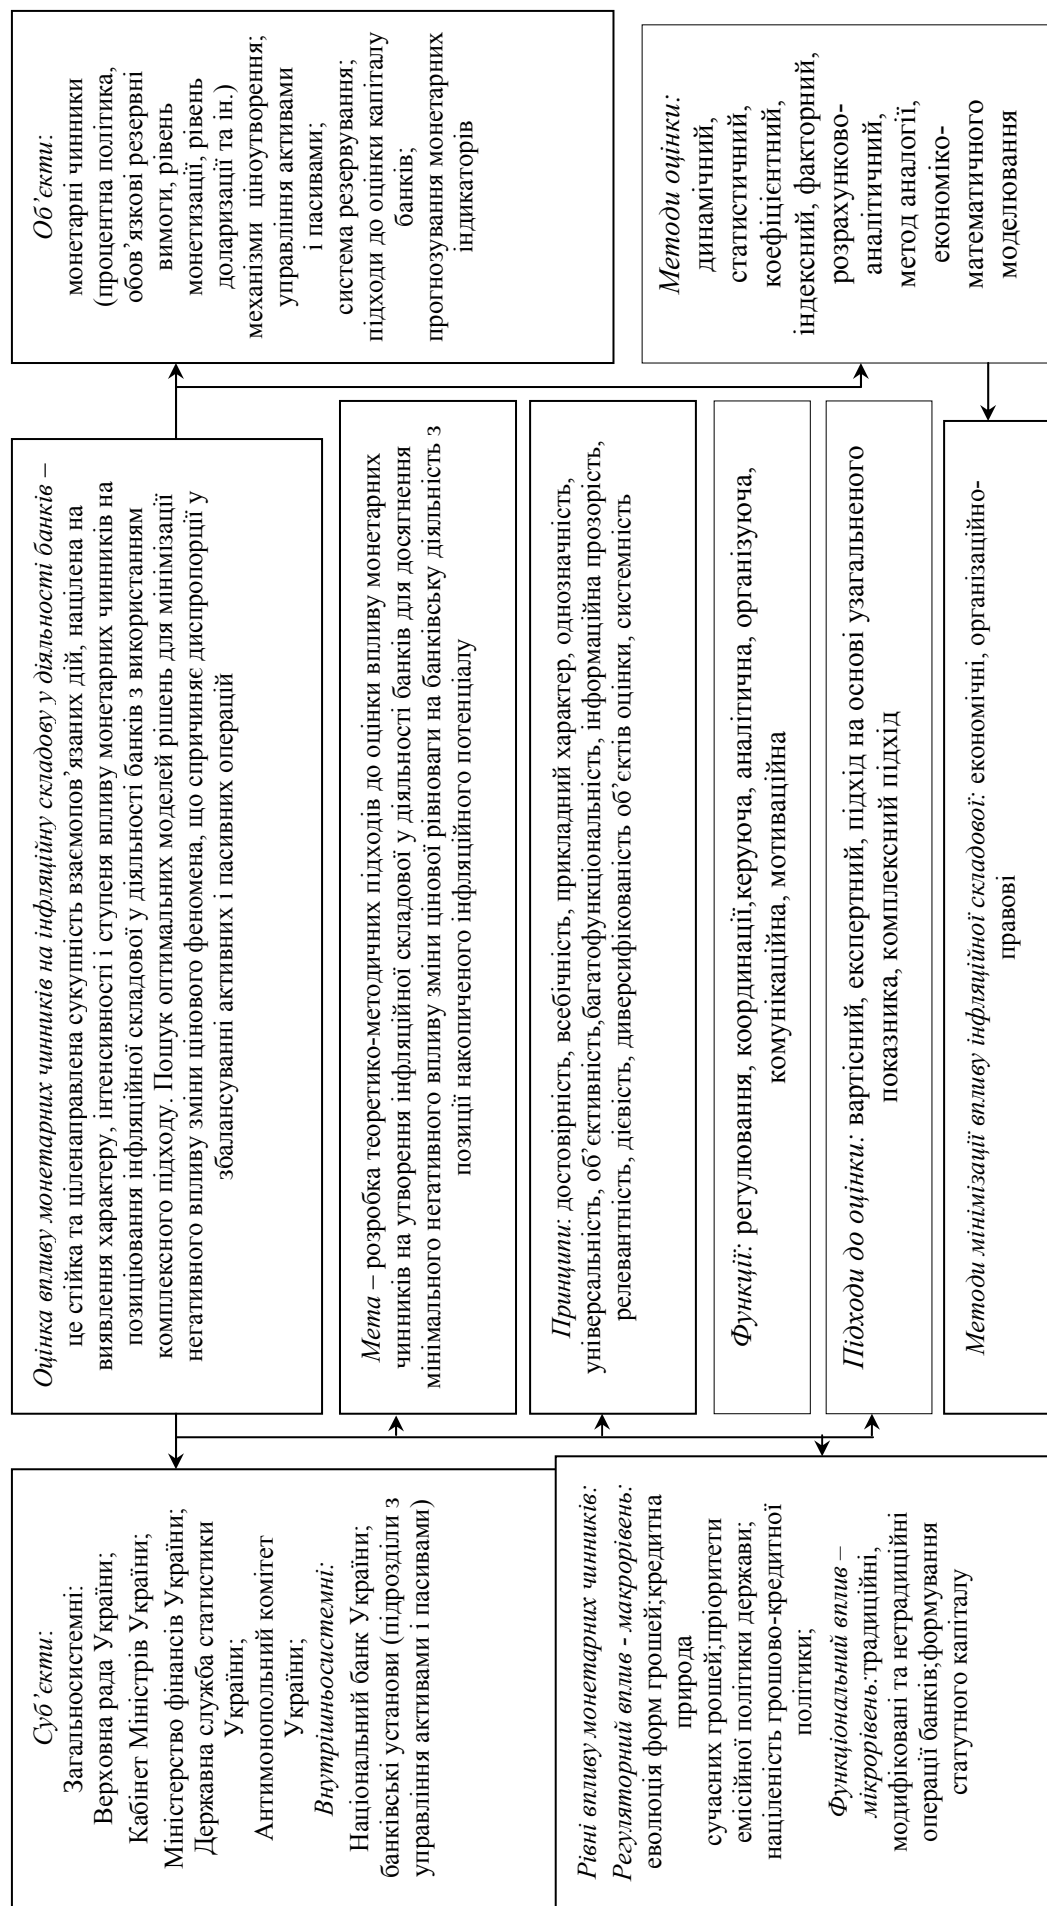 Суб’єкти:
Загальносистемні:
Верховна рада України;
Кабінет Міністрів України;
Міністерство фінансів України;
Державна служба статистики
України;
Антимонопольний комітет
України;
Внутрішньосистемні:
Національний банк України;
банківські установи (підрозділи з
управління активами і пасивами)
Рівні впливу монетарних чинників:
Регуляторний вплив - макрорівень:
еволюція форм грошей;кредитна
природа
сучасних грошей;пріоритети
емісійної політики держави;
націленість грошово-кредитної
політики;
Функціональний вплив –
мікрорівень:традиційні,
модифіковані та нетрадиційні
операції банків;формування
статутного капіталу
Оцінка впливу монетарних чинників на інфляційну складову у діяльності банків –
це стійка та ціленаправлена сукупність взаємопов’язаних дій, націлена на
виявлення характеру, інтенсивності і ступеня впливу монетарних чинників на
позиціювання інфляційної складової у діяльності банків з використанням
комплексного підходу. Пошук оптимальних моделей рішень для мінімізації
негативного впливу зміни цінового феномена, що спричиняє диспропорції у
збалансуванні активних і пасивних операцій
Мета – розробка теоретико-методичних підходів до оцінки впливу монетарних
чинників на утворення інфляційної складової у діяльності банків для досягнення
мінімального негативного впливу зміни цінової рівноваги на банківську діяльність з
позиції накопиченого інфляційного потенціалу
Принципи: достовірність, всебічність, прикладний характер, однозначність,
універсальність, об’єктивність,багатофункціональність, інформаційна прозорість,
релевантність, дієвість, диверсифікованість об’єктів оцінки, системність
Функції: регулювання, координації,керуюча, аналітична, організуюча,
комунікаційна, мотиваційна
Підходи до оцінки: вартісний, експертний, підхід на основі узагальненого
показника, комплексний підхід
Методи мінімізації впливу інфляційної складової: економічні, організаційно-
правові
Об’єкти:
монетарні чинники
(процентна політика,
обов’язкові резервні
вимоги, рівень
монетизації, рівень
доларизації та ін.)
механізми ціноутворення;
управління активами
і пасивами;
система резервування;
підходи до оцінки капіталу
банків;
прогнозування монетарних
індикаторів
Методи оцінки:
динамічний,
статистичний,
коефіцієнтний,
індексний, факторний,
розрахунково-
аналітичний,
метод аналогії,
економіко-
математичного
моделювання